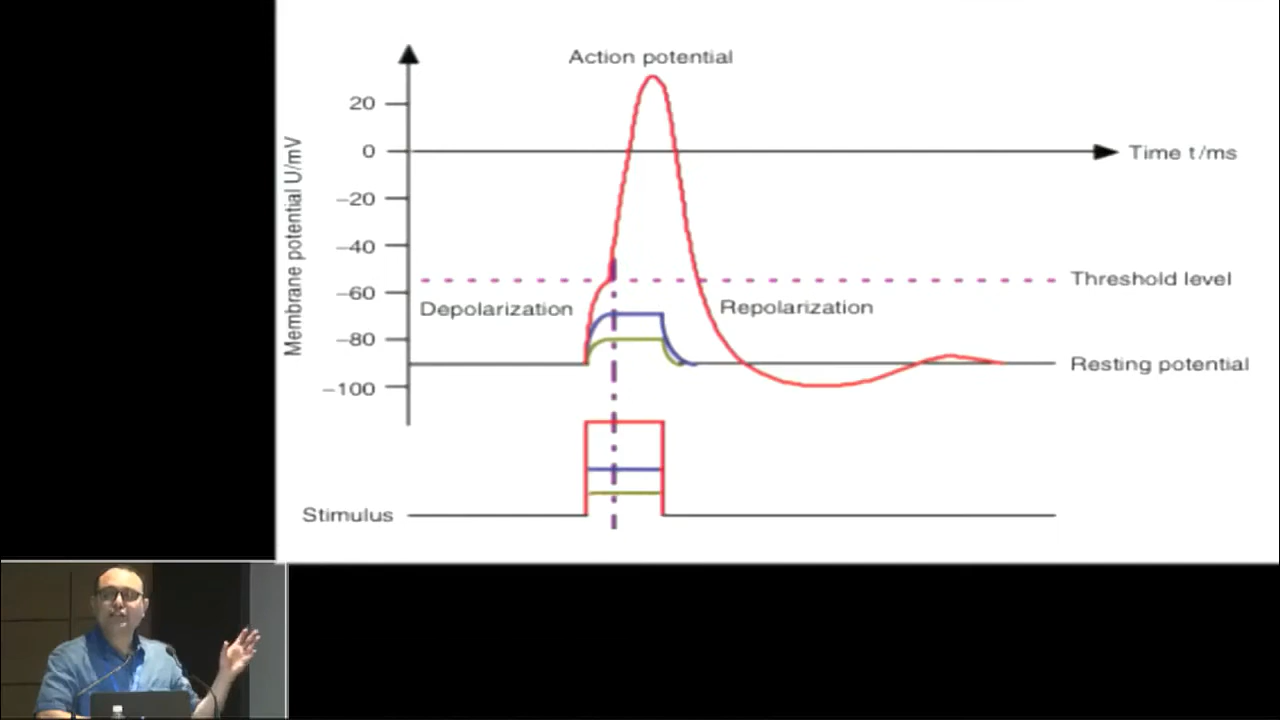 Action potential
20
0
Time t/ms
−20
−40
Threshold level
−60
Depolarization
Repolarization
−80
Resting potential
−100
Membrane potential U/mV
Stimulus